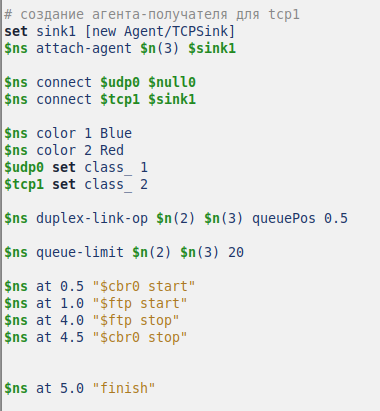 # создание агента-получателя для tcp1
set sink1 [new Agent/TCPSink]
$ns attach-agent $n(3) $sink1
$ns connect $udp0 $null0
$ns connect $tcp1 $sink1
$ns color 1 Blue
$ns color 2 Red
$udp0 set class_ 1
$tcp1 set class_ 2
$ns duplex-link-op $n(2) $n(3) queuePos 0.5
$ns queue-limit $n(2) $n(3) 20
$ns at 0.5 "$cbr0 start"
$ns at 1.0 "$ftp start"
$ns at 4.0 "$ftp stop"
$ns at 4.5 "$cbr0 stop"
$ns at 5.0 "finish"